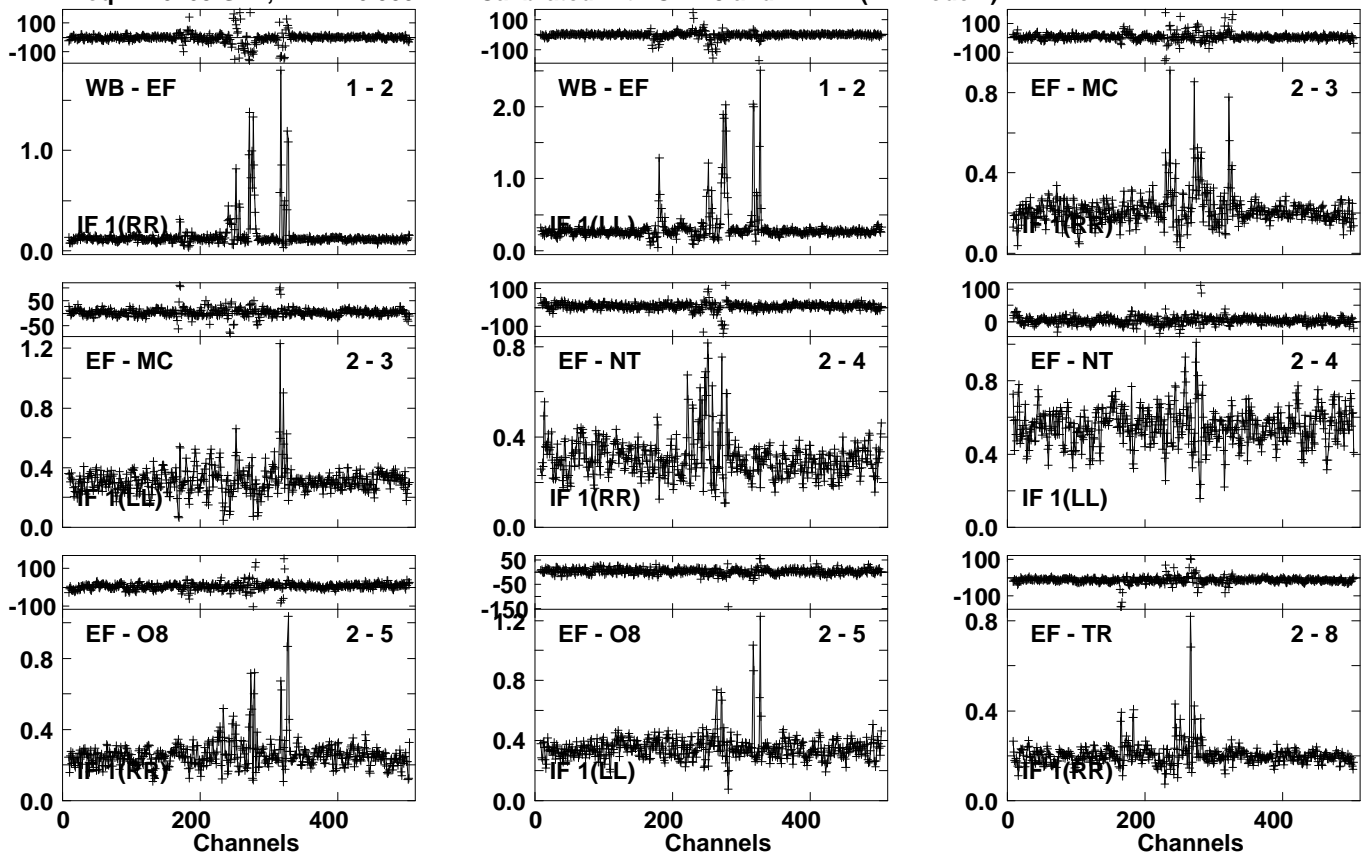 100
-100
WB - EF 1 - 2
1.0
0.0
IF 1(RR)
100
-100
WB - EF 1 - 2
2.0
1.0
0.0
IF 1(LL)
100
-100
EF - MC 2 - 3
0.8
0.4
0.0
IF 1(RR)
50
-50
EF - MC 2 - 3
1.2
0.8
0.4
0.0
IF 1(LL)
100
-100
EF - NT 2 - 4
0.8
0.4
0.0
IF 1(RR)
100
0
EF - NT 2 - 4
0.8
0.4
0.0
IF 1(LL)
100
-100
EF - O8 2 - 5
0.8
0.4
0.0
IF 1(RR)
0 200 400
Channels
50
-50
-150
EF - O8 2 - 5
1.2
0.8
0.4
0.0
IF 1(LL)
0 200 400
Channels
100
-100
EF - TR 2 - 8
0.8
0.4
0.0
IF 1(RR)
0 200 400
Channels